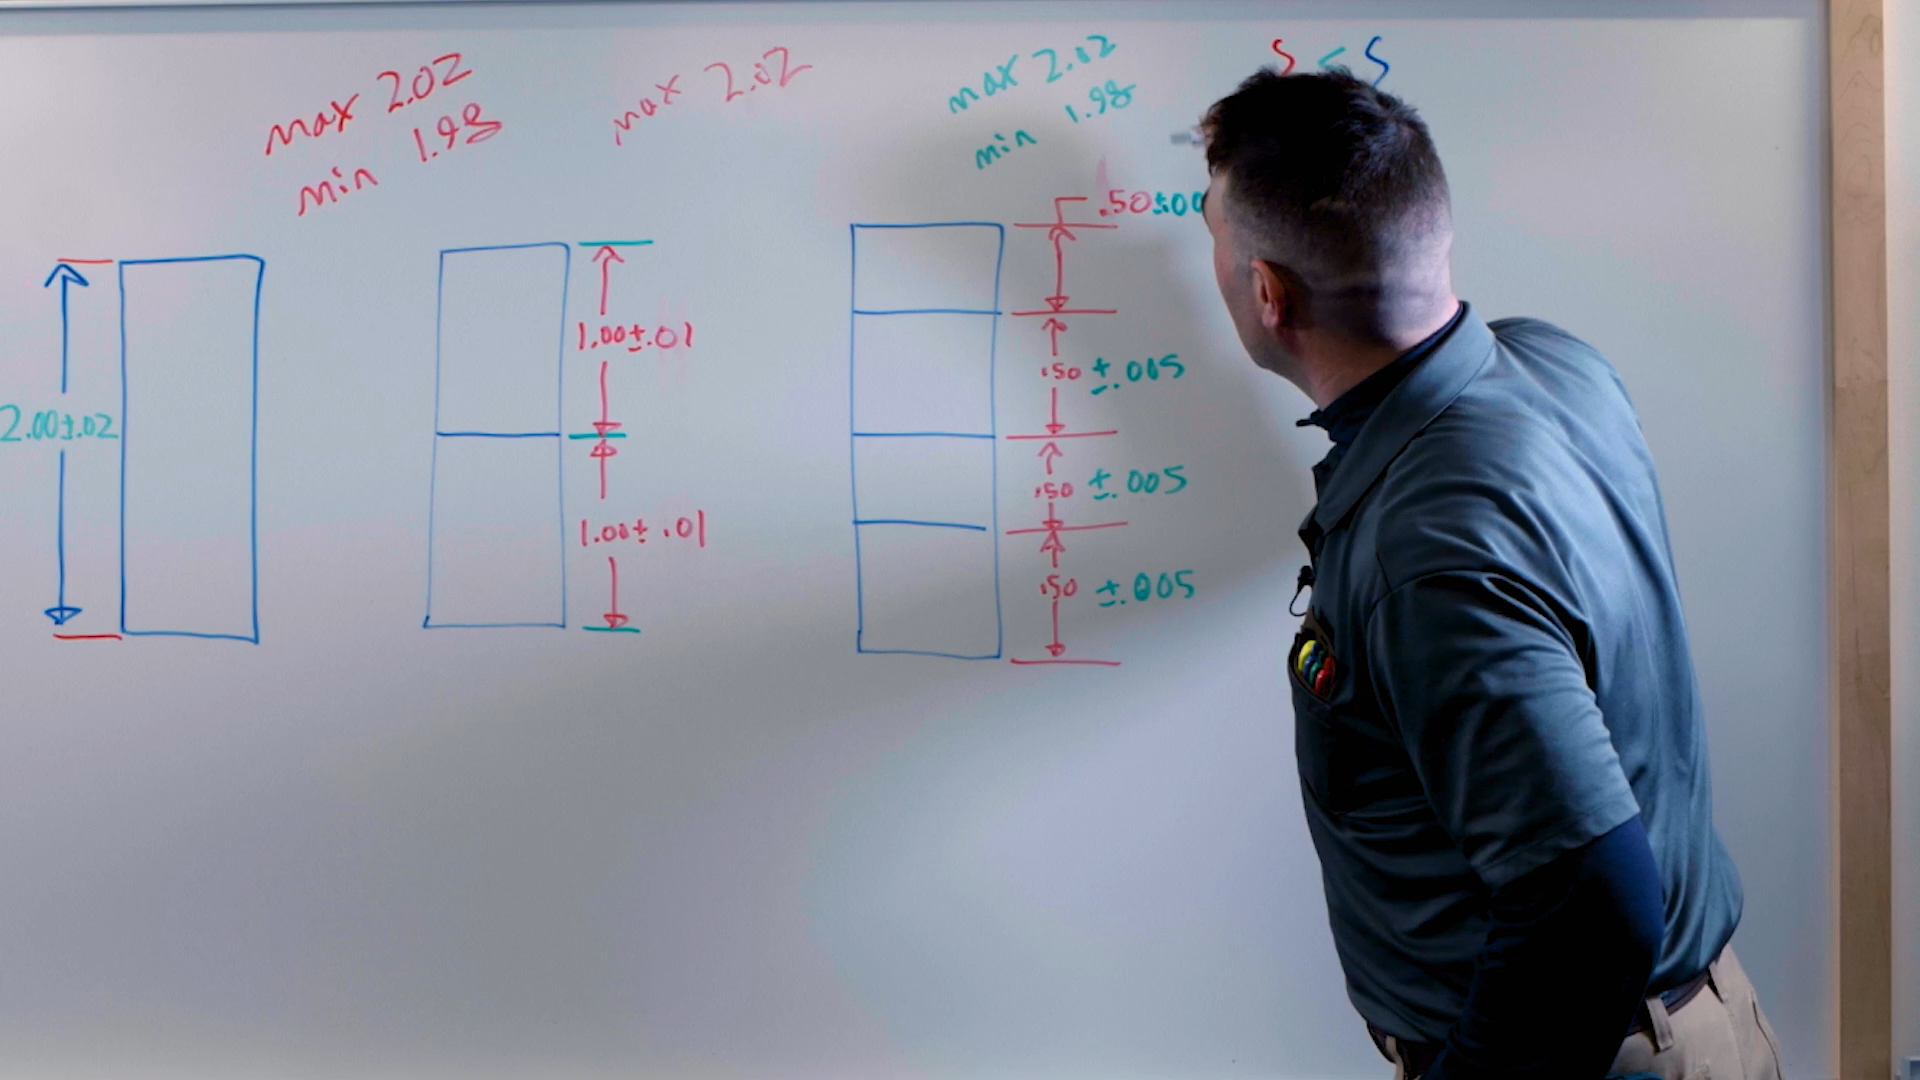 max 2.02
min 1.98
max 2.02
max 2.02
min 1.98
S S
2.00±.02
1.00±.01
1.00±.01
.50±.00
.50 ±.005
.50 ±.005
.50 ±.005